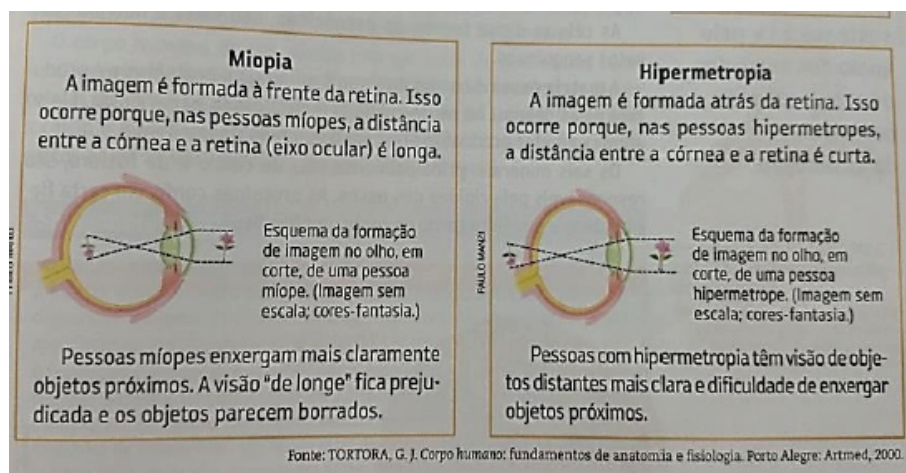 Miopia
A imagem é formada à frente da retina. Isso
ocorre porque, nas pessoas míopes, a distância
entre a córnea e a retina (eixo ocular) é longa.
Esquema da formação
de imagem no olho, em
corte, de uma pessoa
míope. (Imagem sem
escala; cores-fantasia.)
Pessoas míopes enxergam mais claramente
objetos próximos. A visão “de longe” fica preju-
dicada e os objetos parecem borrados.
Hipermetropia
A imagem é formada atrás da retina. Isso
ocorre porque, nas pessoas hipermetropes,
a distância entre a córnea e a retina é curta.
PAULO MANZI
Esquema da formação
de imagem no olho, em
corte, de uma pessoa
hipermetrope. (Imagem sem
escala; cores-fantasia.)
Pessoas com hipermetropia têm visão de obje-
tos distantes mais clara e dificuldade de enxergar
objetos próximos.
Fonte: TORTORA, G. J. Corpo humano: fundamentos de anatomia e fisiologia. Porto Alegre: Artmed, 2000.